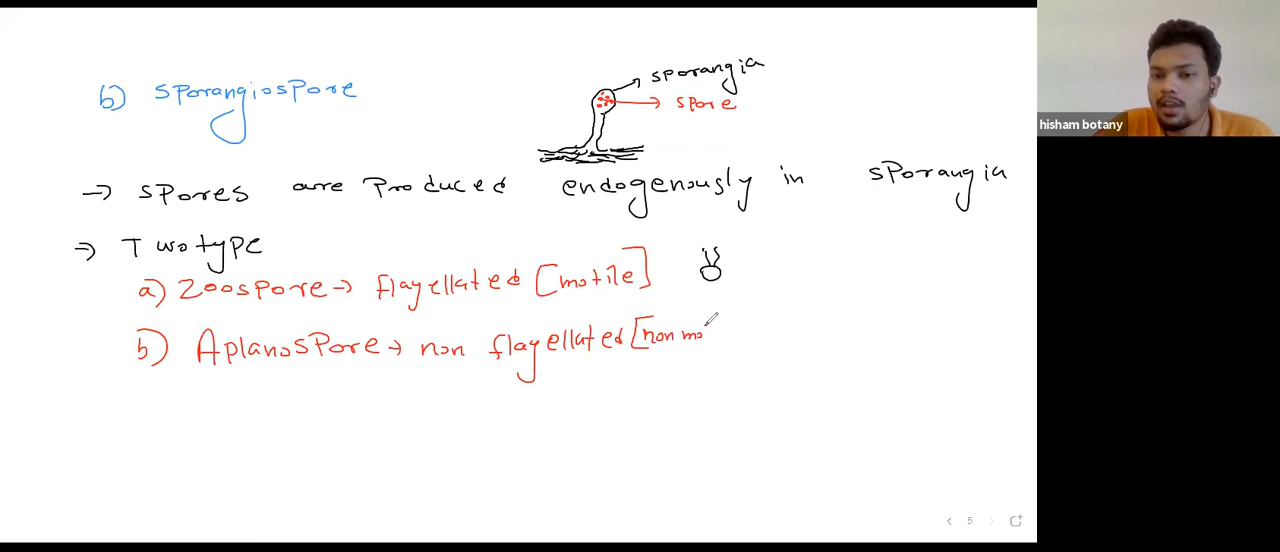 b) sporangiospore
sporangia
spore
→ spores are produced endogenously in sporangia
→ Two type
a) Zoospore → flagellated [motile]
b) Aplanospore → non flagellated [non mo
hisham botany
5